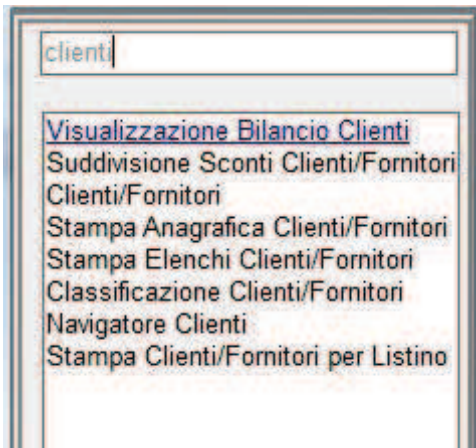 clienti
Visualizzazione Bilancio Clienti
Suddivisione Sconti Clienti/Fornitori
Clienti/Fornitori
Stampa Anagrafica Clienti/Fornitori
Stampa Elenchi Clienti/Fornitori
Classificazione Clienti/Fornitori
Navigatore Clienti
Stampa Clienti/Fornitori per Listino